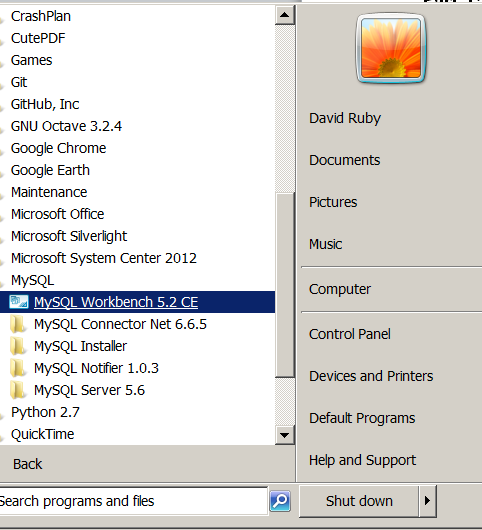 CrashPlan
CutePDF
Games
Git
GitHub, Inc
GNU Octave 3.2.4
Google Chrome
Google Earth
Maintenance
Microsoft Office
Microsoft Silverlight
Microsoft System Center 2012
MySQL
MySQL Workbench 5.2 CE
MySQL Connector Net 6.6.5
MySQL Installer
MySQL Notifier 1.0.3
MySQL Server 5.6
Python 2.7
QuickTime
Back
Search programs and files
David Ruby
Documents
Pictures
Music
Computer
Control Panel
Devices and Printers
Default Programs
Help and Support
Shut down